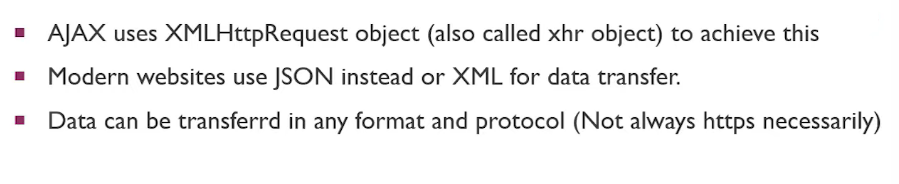 AJAX uses XMLHttpRequest object (also called xhr object) to achieve this
Modern websites use JSON instead or XML for data transfer.
Data can be transferrd in any format and protocol (Not always https necessarily)